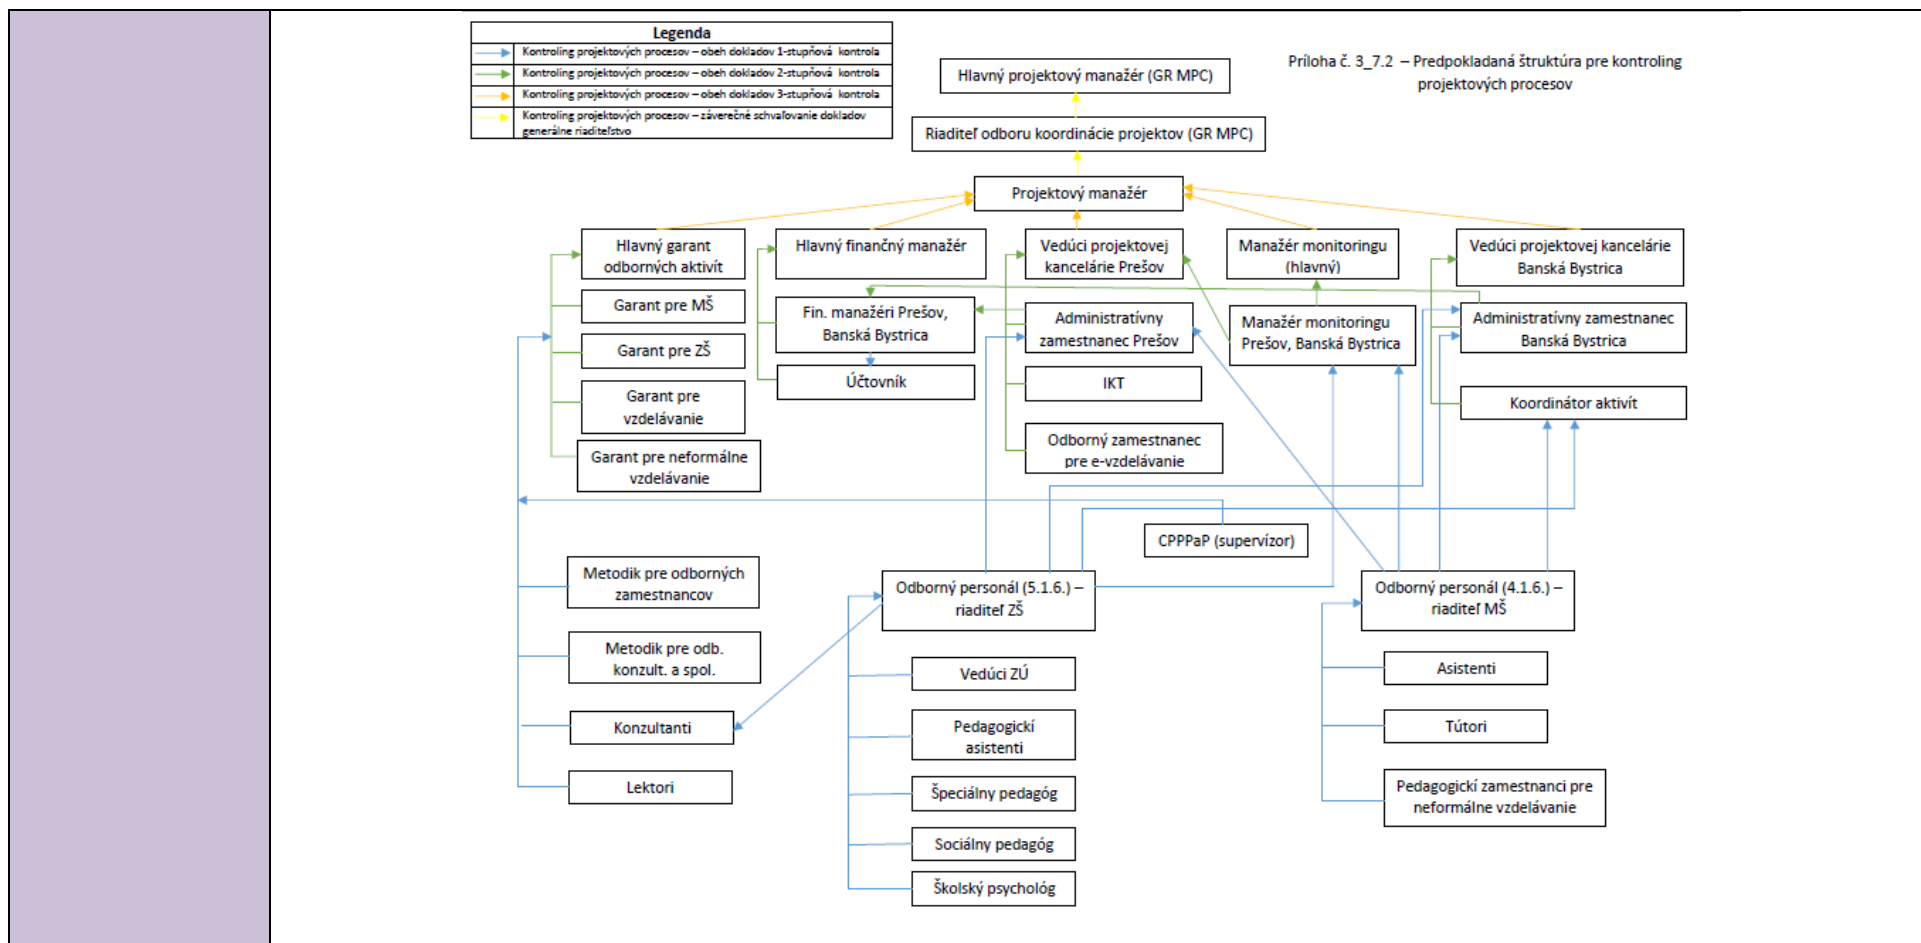 Legenda
Kontroling projektových procesov – obeh dokladov 1-stupňová kontrola
Kontroling projektových procesov – obeh dokladov 2-stupňová kontrola
Kontroling projektových procesov – obeh dokladov 3-stupňová kontrola
Kontroling projektových procesov – záverečné schvaľovanie dokladov
generálne riaditeľstvo
Príloha č. 3_7.2 – Predpokladaná štruktúra pre kontroling
projektových procesov
Hlavný projektový manažér (GR MPC)
Riaditeľ odboru koordinácie projektov (GR MPC)
Projektový manažér
Hlavný garant
odborných aktivít
Hlavný finančný manažér
Vedúci projektovej
kancelárie Prešov
Manažér monitoringu
(hlavný)
Vedúci projektovej kancelárie
Banská Bystrica
Garant pre MŠ
Fin. manažéri Prešov,
Banská Bystrica
Administratívny
zamestnanec Prešov
Manažér monitoringu
Prešov, Banská Bystrica
Administratívny zamestnanec
Banská Bystrica
Garant pre ZŠ
Účtovník
IKT
Koordinátor aktivít
Garant pre
vzdelávanie
Garant pre neformálne
vzdelávanie
Odborný zamestnanec
pre e-vzdelávanie
CPPPaP (supervízor)
Metodik pre odborných
zamestnancov
Odborný personál (5.1.6.) –
riaditeľ ZŠ
Odborný personál (4.1.6.) –
riaditeľ MŠ
Metodik pre odb.
konzult. a spol.
Vedúci ZÚ
Asistenti
Konzultanti
Pedagogickí
asistenti
Tútori
Lektori
Špeciálny pedagóg
Pedagogickí zamestnanci pre
neformálne vzdelávanie
Sociálny pedagóg
Školský psychológ